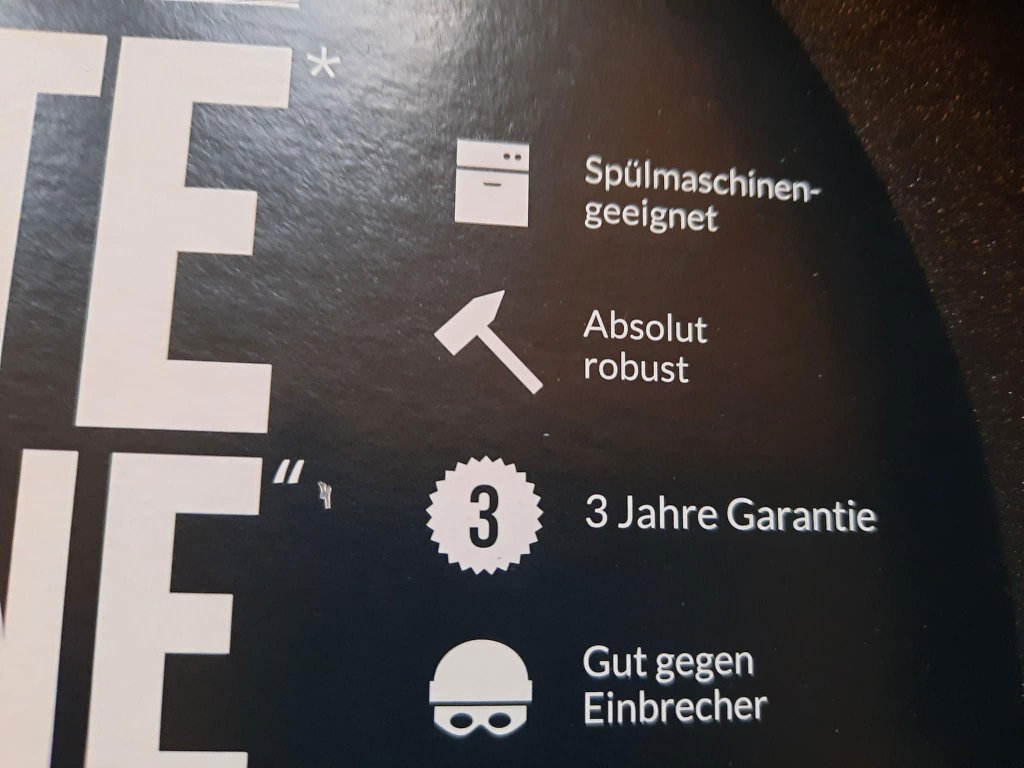 TE*
NE“
Spülmaschinen-
geeignet
Absolut
robust
3
3 Jahre Garantie
Gut gegen
Einbrecher